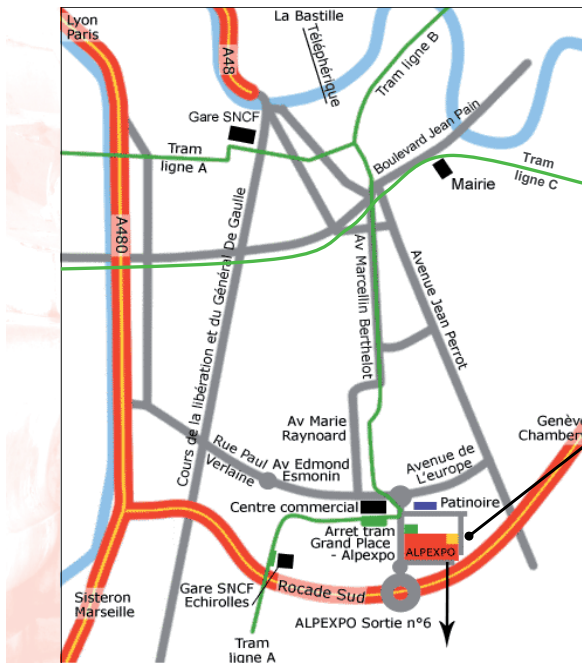 Lyon
Paris
A48
La Bastille
Téléphérique
Tram ligne B
Gare SNCF
Tram
ligne A
Boulevard Jean Pain
Mairie
Tram
ligne C
A480
Cours de la libération et du Général De Gaulle
Av Marcellin Berthelot
Avenue Jean Perrot
Av Marie
Raynoard
Genèv
Chamber
Rue Paul
Verlaine
Av Edmond
Esmonin
Avenue de
L'europe
Centre commercial
Patinoire
Arret tram
Grand Place
- Alpexpo
ALPEXPO
Gare SNCF
Echirolles
Rocade Sud
Sisteron
Marseille
ALPEXPO Sortie n°6
Tram
ligne A